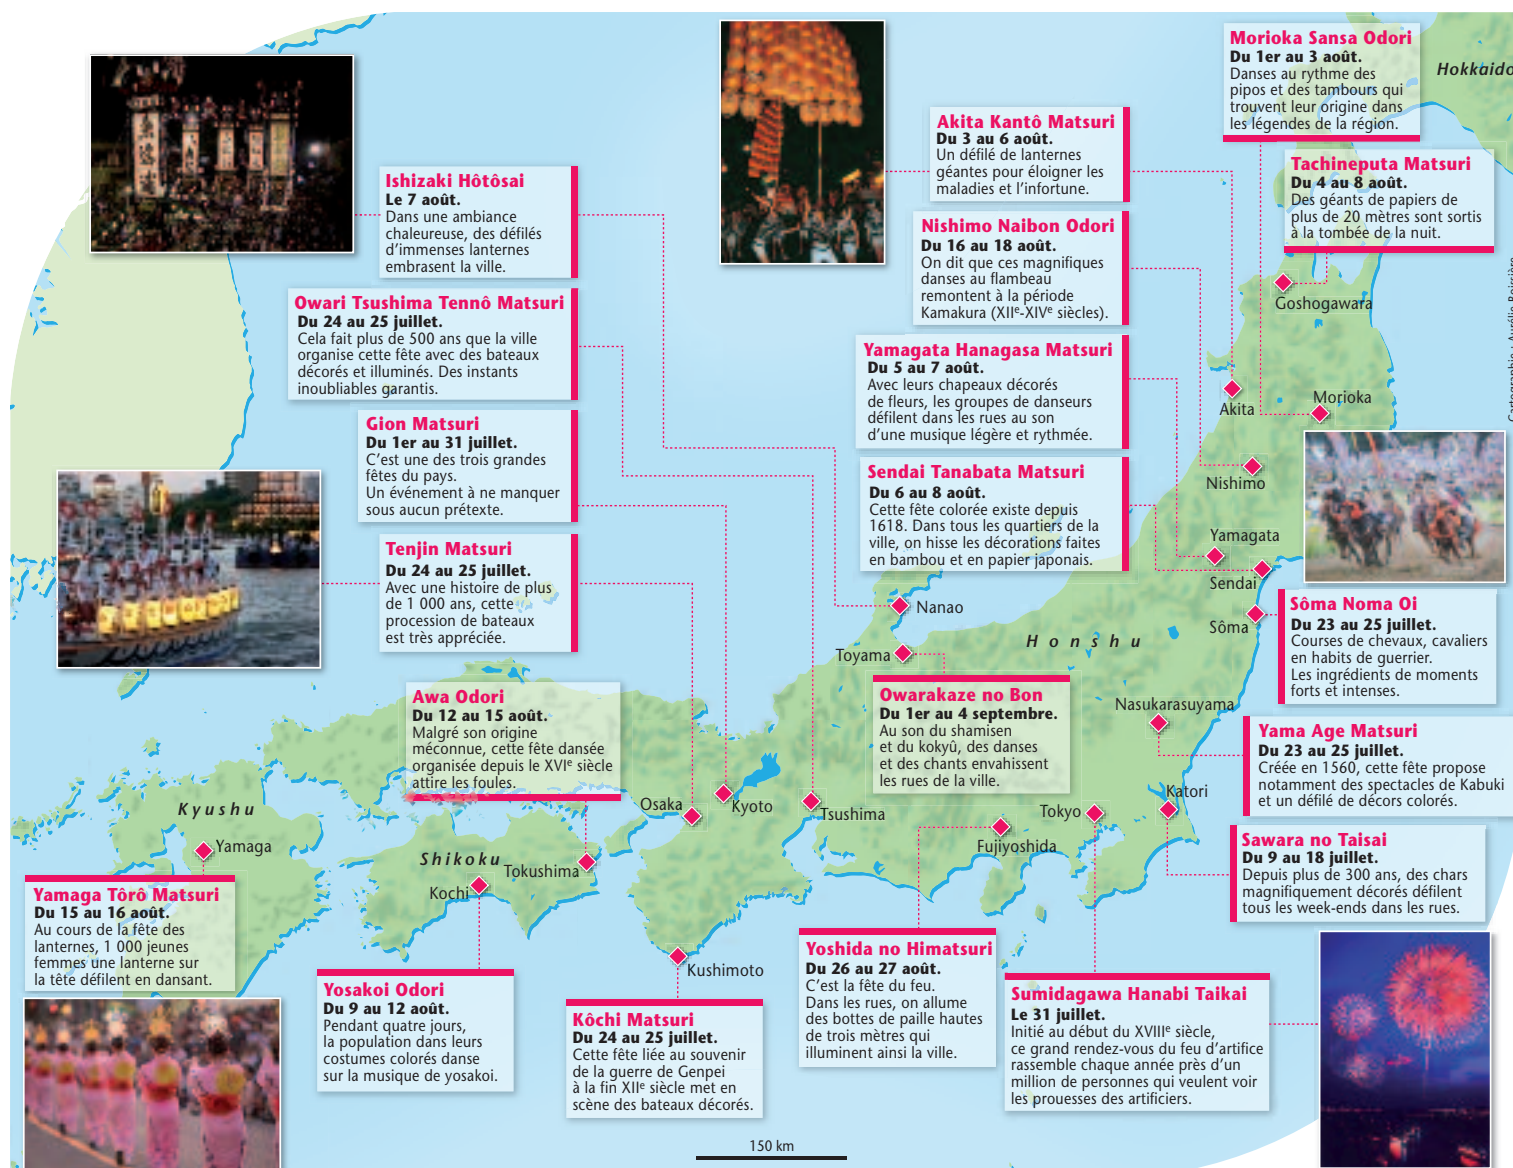 Morioka Sansa Odori
Du 1er au 3 août.
Danses au rythme des
pipos et des tambours qui
trouvent leur origine dans
les légendes de la région.
Hokkaido
Akita Kantô Matsuri
Du 3 au 6 août.
Un défilé de lanternes
géantes pour éloigner les
maladies et l'infortune.
Tachineputa Matsuri
Du 4 au 8 août.
Des géants de papiers de
plus de 20 mètres sont sortis
à la tombée de la nuit.
Ishizaki Hôtôsai
Le 7 août.
Dans une ambiance
chaleureuse, des défilés
d'immenses lanternes
embrasent la ville.
Nishimo Naibon Odori
Du 16 au 18 août.
On dit que ces magnifiques
danses au flambeau
remontent à la période
Kamakura (XIIe-XIVe siècles).
Owari Tsushima Tennô Matsuri
Du 24 au 25 juillet.
Cela fait plus de 500 ans que la ville
organise cette fête avec des bateaux
décorés et illuminés. Des instants
inoubliables garantis.
Yamagata Hanagasa Matsuri
Du 5 au 7 août.
Avec leurs chapeaux décorés
de fleurs, les groupes de danseurs
défilent dans les rues au son
d'une musique légère et rythmée.
Gion Matsuri
Du 1er au 31 juillet.
C'est une des trois grandes
fêtes du pays.
Un événement à ne manquer
sous aucun prétexte.
Sendai Tanabata Matsuri
Du 6 au 8 août.
Cette fête colorée existe depuis
1618. Dans tous les quartiers de la
ville, on hisse les décorations faites
en bambou et en papier japonais.
Tenjin Matsuri
Du 24 au 25 juillet.
Avec une histoire de plus
de 1 000 ans, cette
procession de bateaux
est très appréciée.
Goshogawara
Akita
Morioka
Nishimo
Yamagata
Sendai
Sôma
Nanao
Toyama
Honshu
Nasukarasuyama
Sôma Noma Oi
Du 23 au 25 juillet.
Courses de chevaux, cavaliers
en habits de guerrier.
Les ingrédients de moments
forts et intenses.
Awa Odori
Du 12 au 15 août.
Malgré son origine
méconnue, cette fête dansée
organisée depuis le XVIe siècle
attire les foules.
Owarakaze no Bon
Du 1er au 4 septembre.
Au son du shamisen
et du kokyû, des danses
et des chants envahissent
les rues de la ville.
Yama Age Matsuri
Du 23 au 25 juillet.
Créée en 1560, cette fête propose
notamment des spectacles de Kabuki
et un défilé de décors colorés.
Kyushu
Yamaga
Shikoku
Kochi
Tokushima
Osaka
Kyoto
Tsushima
Kushimoto
Fujiyoshida
Tokyo
Katori
Sawara no Taisai
Du 9 au 18 juillet.
Depuis plus de 300 ans, des chars
magnifiquement décorés défilent
tous les week-ends dans les rues.
Yamaga Tôrô Matsuri
Du 15 au 16 août.
Au cours de la fête des
lanternes, 1 000 jeunes
femmes une lanterne sur
la tête défilent en dansant.
Yosakoi Odori
Du 9 au 12 août.
Pendant quatre jours,
la population dans leurs
costumes colorés danse
sur la musique de yosakoi.
Kôchi Matsuri
Du 24 au 25 juillet.
Cette fête liée au souvenir
de la guerre de Genpei
à la fin XIIe siècle met en
scène des bateaux décorés.
Yoshida no Himatsuri
Du 26 au 27 août.
C'est la fête du feu.
Dans les rues, on allume
des bottes de paille hautes
de trois mètres qui
illuminent ainsi la ville.
Sumidagawa Hanabi Taikai
Le 31 juillet.
Initié au début du XVIIIe siècle,
ce grand rendez-vous du feu d'artifice
rassemble chaque année près d'un
million de personnes qui veulent voir
les prouesses des artificiers.
150 km